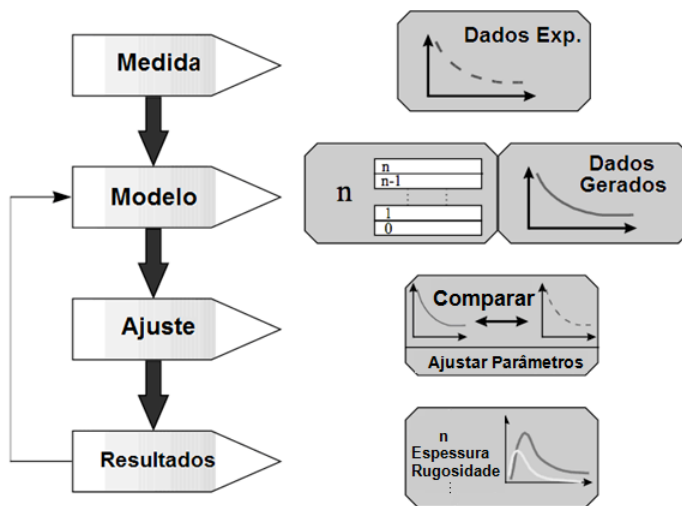 Medida
Dados Exp.
Modelo
n
n
n-1
1
0
Dados
Gerados
Ajuste
Comparar
Ajustar Parâmetros
Resultados
n
Espessura
Rugosidade